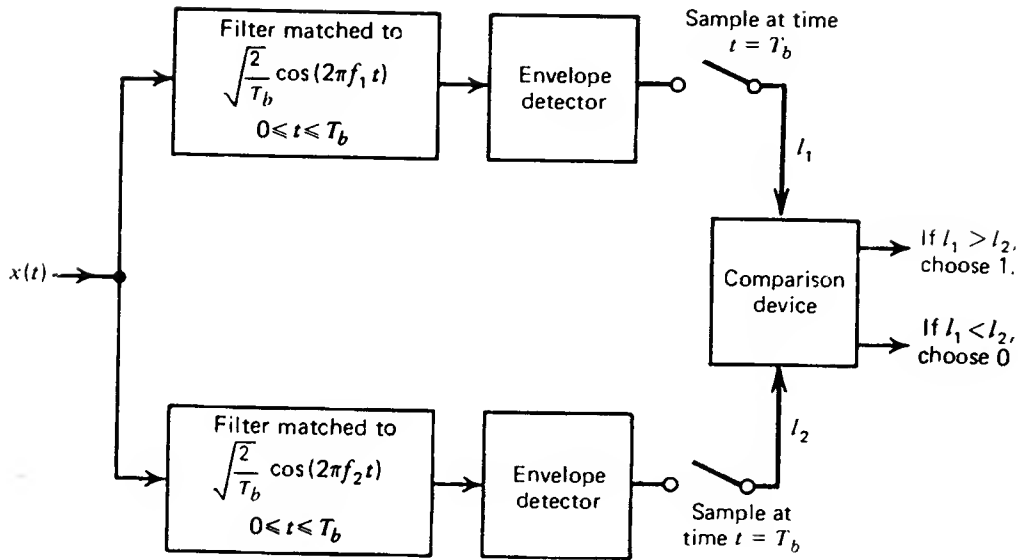 Filter matched to
√(2/T_b) cos (2πf_1 t)
0 ≤ t ≤ T_b
Envelope
detector
Sample at time
t = T_b
l_1
x(t)
Comparison
device
If l_1 > l_2,
choose 1.
If l_1 < l_2,
choose 0
l_2
Filter matched to
√(2/T_b) cos (2πf_2 t)
0 ≤ t ≤ T_b
Envelope
detector
Sample at
time t = T_b